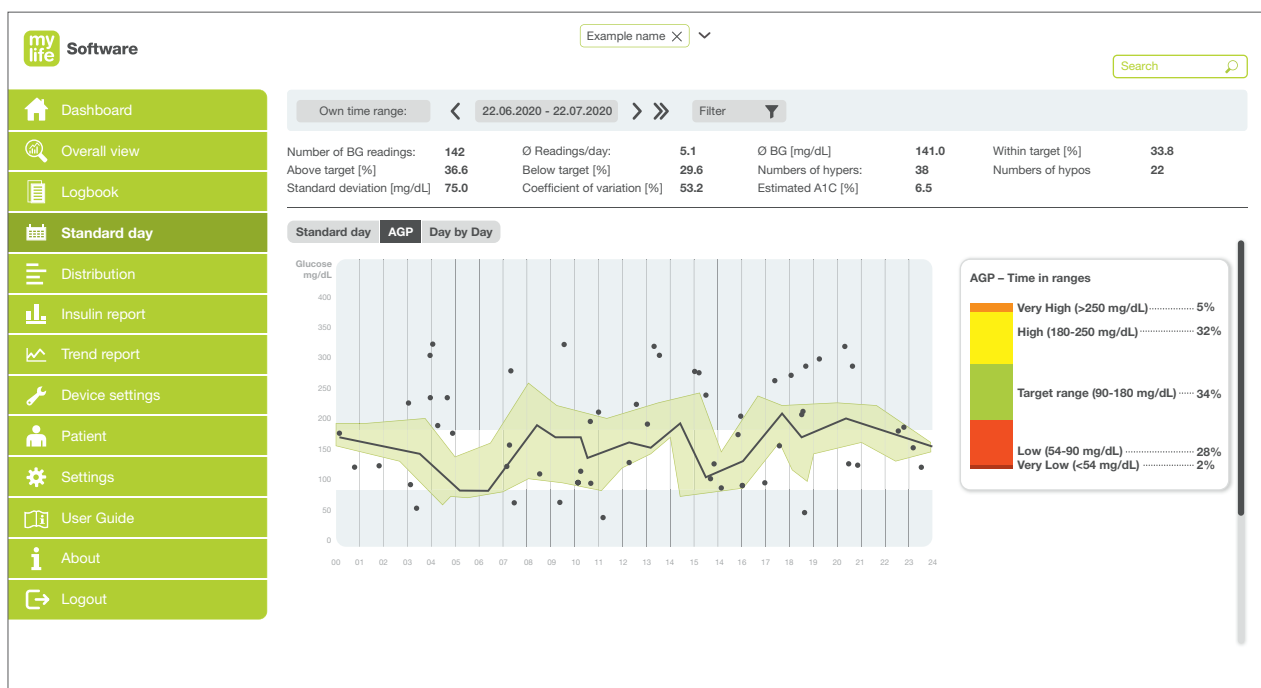 my
life
Software
Example name
Search
Dashboard
Overall view
Logbook
Standard day
Distribution
Insulin report
Trend report
Device settings
Patient
Settings
User Guide
About
Logout
Own time range: 22.06.2020 - 22.07.2020 Filter
Number of BG readings: 142 Ø Readings/day: 5.1 Ø BG [mg/dL] 141.0 Within target [%] 33.8
Above target [%] 36.6 Below target [%] 29.6 Numbers of hypers: 38 Numbers of hypos 22
Standard deviation [mg/dL] 75.0 Coefficient of variation [%] 53.2 Estimated A1C [%] 6.5
Standard day AGP Day by Day
Glucose
mg/dL
400
350
300
250
200
150
100
50
0
00 01 02 03 04 05 06 07 08 09 10 11 12 13 14 15 14 16 17 18 19 20 21 22 23 24
AGP – Time in ranges
Very High (>250 mg/dL) 5%
High (180-250 mg/dL) 32%
Target range (90-180 mg/dL) 34%
Low (54-90 mg/dL) 28%
Very Low (<54 mg/dL) 2%